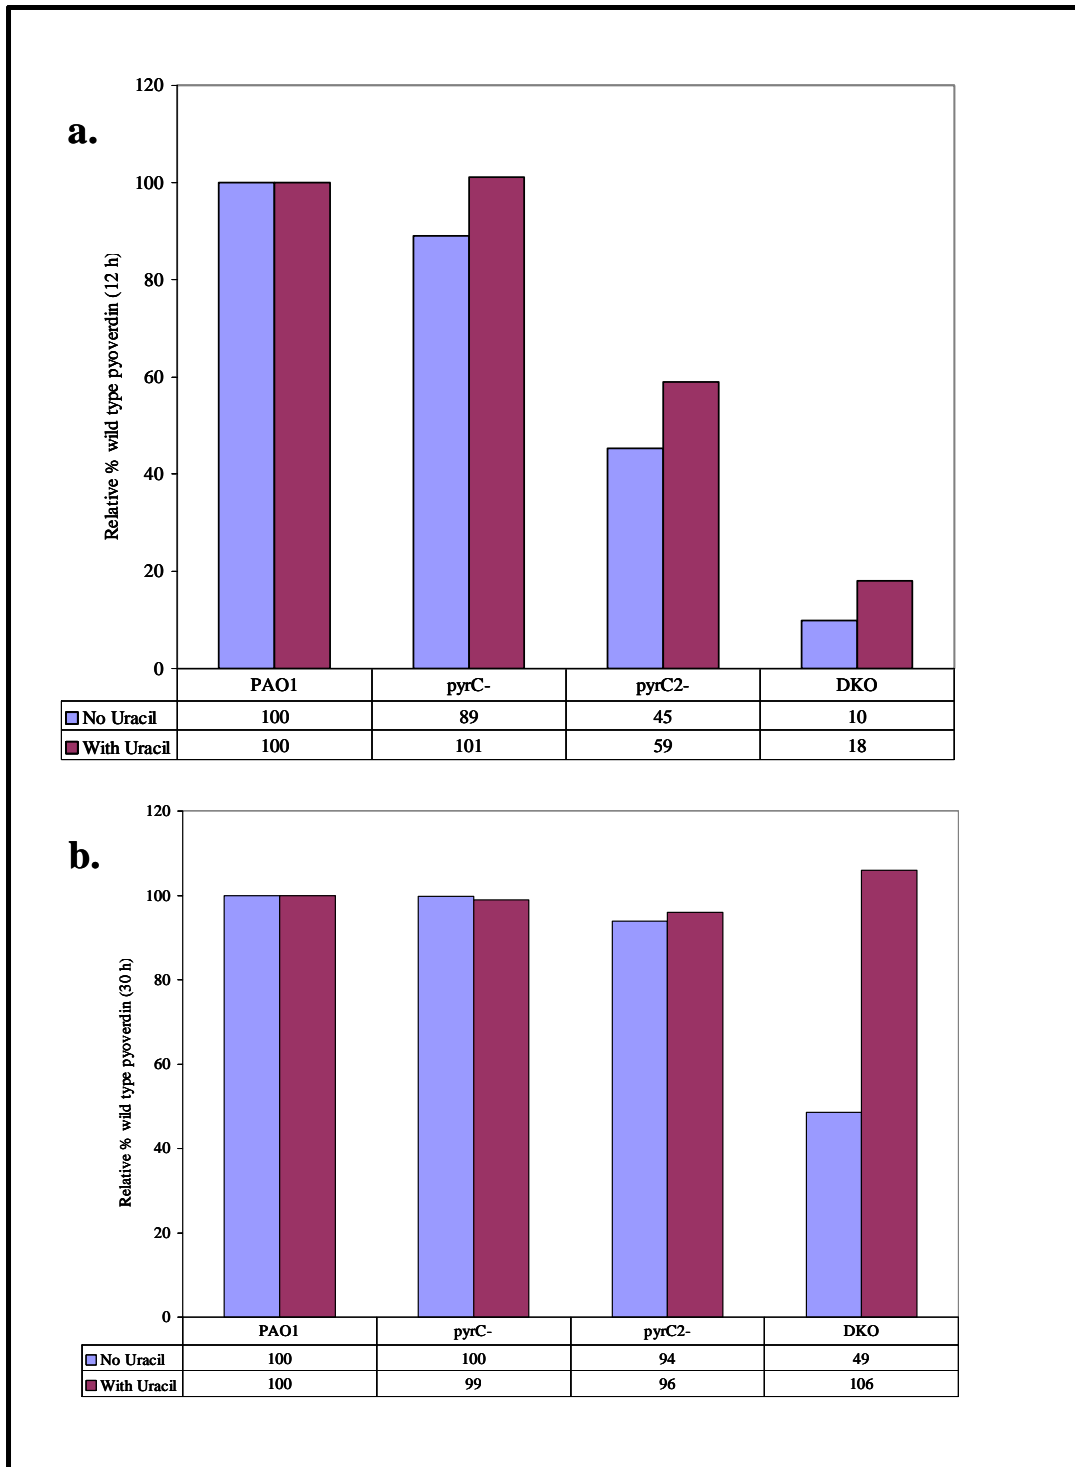 a.
Relative % wild type pyoverdin (12 h)
120
100
80
60
40
20
0
PAO1 pyrC- pyrC2- DKO
No Uracil 100 89 45 10
With Uracil 100 101 59 18
b.
Relative % wild type pyoverdin (30 h)
120
100
80
60
40
20
0
PAO1 pyrC- pyrC2- DKO
No Uracil 100 100 94 49
With Uracil 100 99 96 106